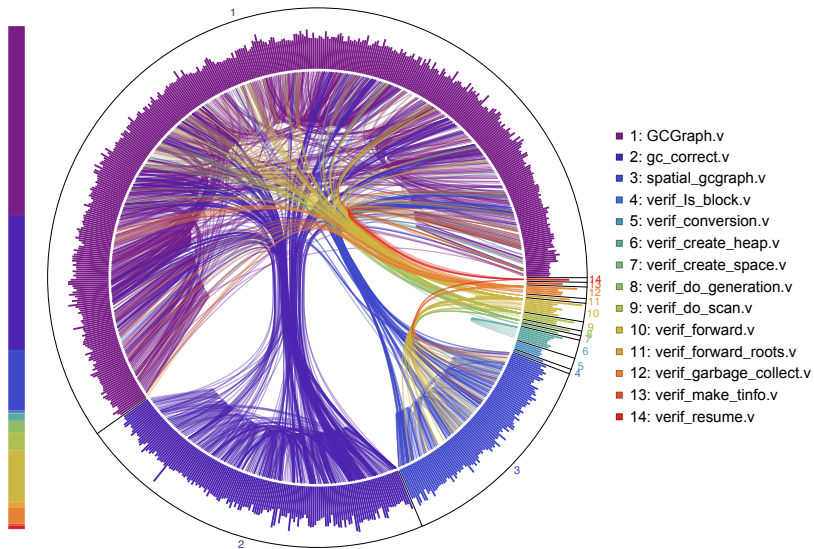 1
1: GCGraph.v
2: gc_correct.v
3: spatial_gcgraph.v
4: verif_Is_block.v
5: verif_conversion.v
6: verif_create_heap.v
7: verif_create_space.v
8: verif_do_generation.v
9: verif_do_scan.v
10: verif_forward.v
11: verif_forward_roots.v
12: verif_garbage_collect.v
13: verif_make_tinfo.v
14: verif_resume.v
14
13
12
11
10
9
8
7
6
5
4
3
2